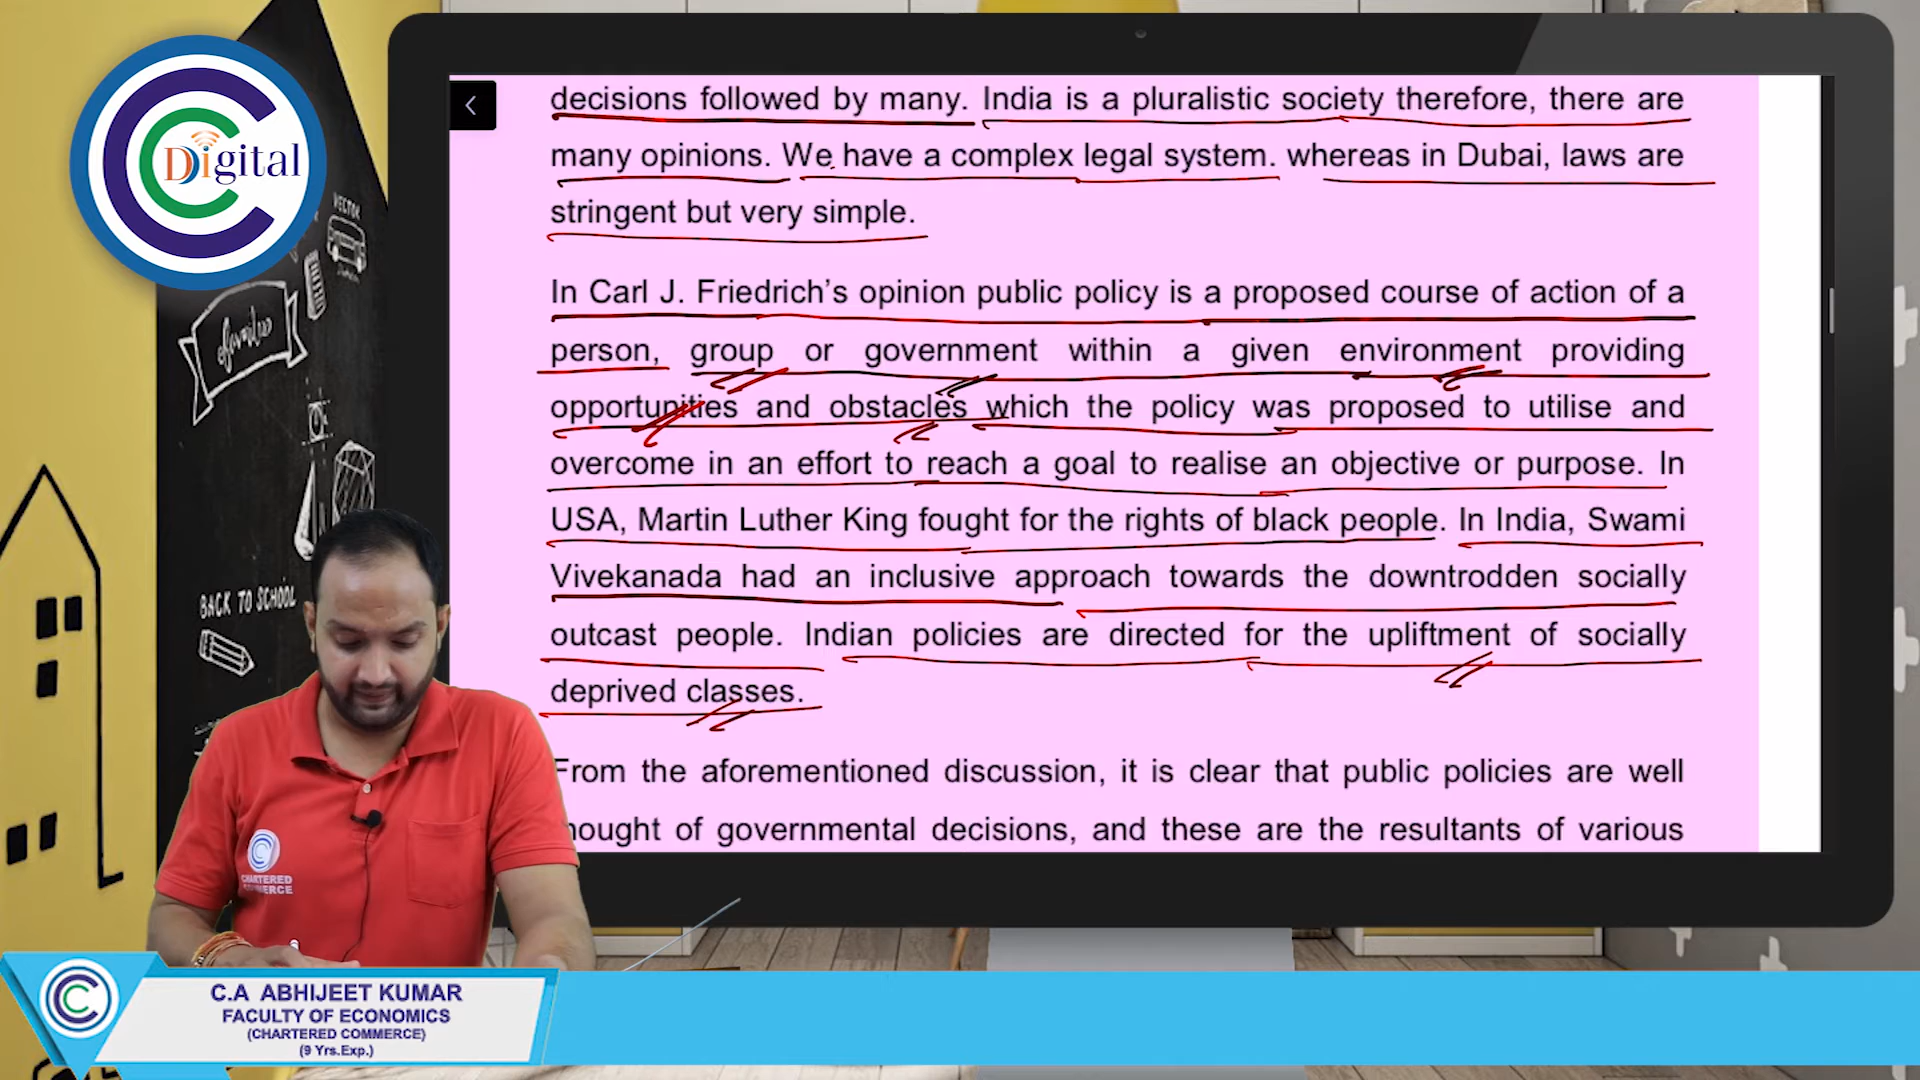 decisions followed by many. India is a pluralistic society therefore, there are
many opinions. We have a complex legal system. whereas in Dubai, laws are
stringent but very simple.
In Carl J. Friedrich's opinion public policy is a proposed course of action of a
person, group or government within a given environment providing
opportunities and obstacles which the policy was proposed to utilise and
overcome in an effort to reach a goal to realise an objective or purpose. In
USA, Martin Luther King fought for the rights of black people. In India, Swami
Vivekanada had an inclusive approach towards the downtrodden socially
outcast people. Indian policies are directed for the upliftment of socially
deprived classes.
From the aforementioned discussion, it is clear that public policies are well
of governmental decisions, and these are the resultants of various
Digital
VECTOR
BACK TO SCHOOL
CHARTERED
C.A ABHIJEET KUMAR
FACULTY OF ECONOMICS
(CHARTERED COMMERCE)
(9 Yrs.Exp.)